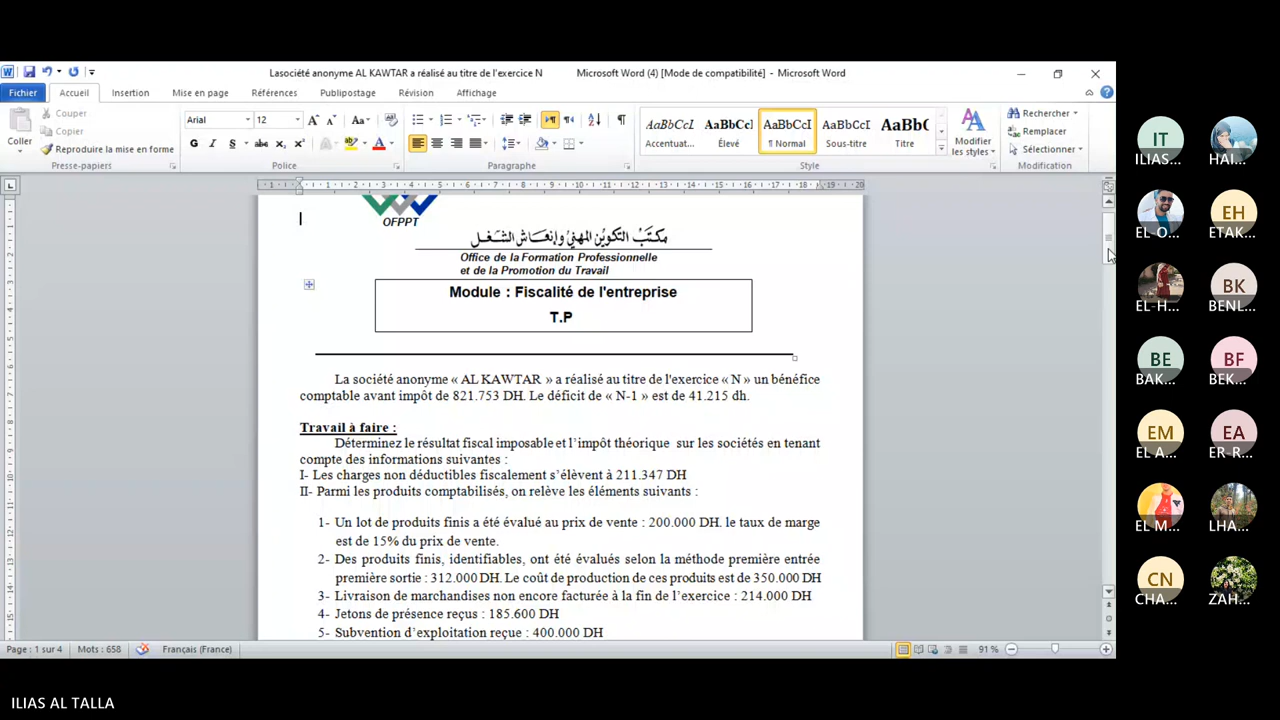 Lasociété anonyme AL KAWTAR a réalisé au titre de l'exercice N Microsoft Word (4) [Mode de compatibilité] - Microsoft Word
Fichier Accueil Insertion Mise en page Références Publipostage Révision Affichage
Coller
Couper
Copier
Reproduire la mise en forme
Presse-papiers
Arial 12
G I S abc x₂ x²
Police
Paragraphe
AaBbCcL Accentuat...
AaBbCc Élevé
AaBbCcI ¶ Normal
AaBbCcI Sous-titre
AaBb( Titre
Modifier les styles
Style
Rechercher
Remplacer
Sélectionner
Modification
OFPPT
مكتب التكوين المهني وإنعاش الشغل
Office de la Formation Professionnelle
et de la Promotion du Travail
Module : Fiscalité de l'entreprise
T.P
La société anonyme « AL KAWTAR » a réalisé au titre de l'exercice « N » un bénéfice
comptable avant impôt de 821.753 DH. Le déficit de « N-1 » est de 41.215 dh.
Travail à faire :
Déterminez le résultat fiscal imposable et l'impôt théorique sur les sociétés en tenant
compte des informations suivantes :
I- Les charges non déductibles fiscalement s'élèvent à 211.347 DH
II- Parmi les produits comptabilisés, on relève les éléments suivants :
1- Un lot de produits finis a été évalué au prix de vente : 200.000 DH. le taux de marge
est de 15% du prix de vente.
2- Des produits finis, identifiables, ont été évalués selon la méthode première entrée
première sortie : 312.000 DH. Le coût de production de ces produits est de 350.000 DH
3- Livraison de marchandises non encore facturée à la fin de l'exercice : 214.000 DH
4- Jetons de présence reçus : 185.600 DH
5- Subvention d'exploitation reçue : 400.000 DH
Page : 1 sur 4 Mots : 658 Français (France) 91 %
IT
ILIAS...
HAI...
EL-O...
EH
ETAK...
EL-H...
BK
BENL...
BE
BAK...
BF
BEK...
EM
EL A...
EA
ER-R...
EL M...
LHA...
CN
CHA...
ZAH...
ILIAS AL TALLA